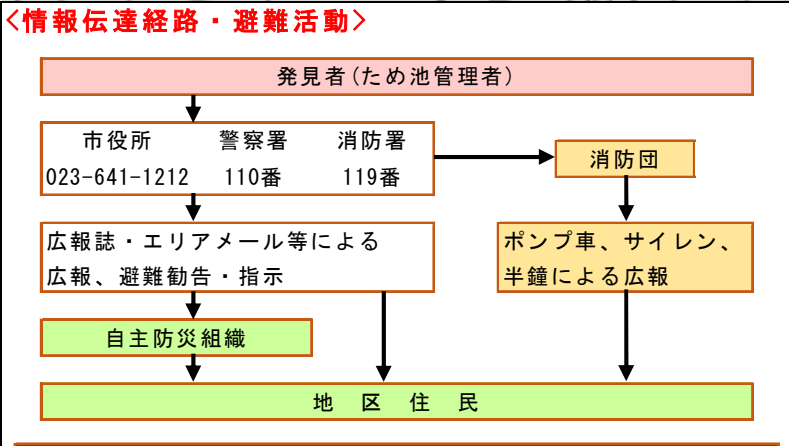 <情報伝達経路・避難活動>
発見者(ため池管理者)
市役所 警察署 消防署
023-641-1212 110番 119番
消防団
広報誌・エリアメール等による
広報、避難勧告・指示
ポンプ車、サイレン、
半鐘による広報
自主防災組織
地区住民